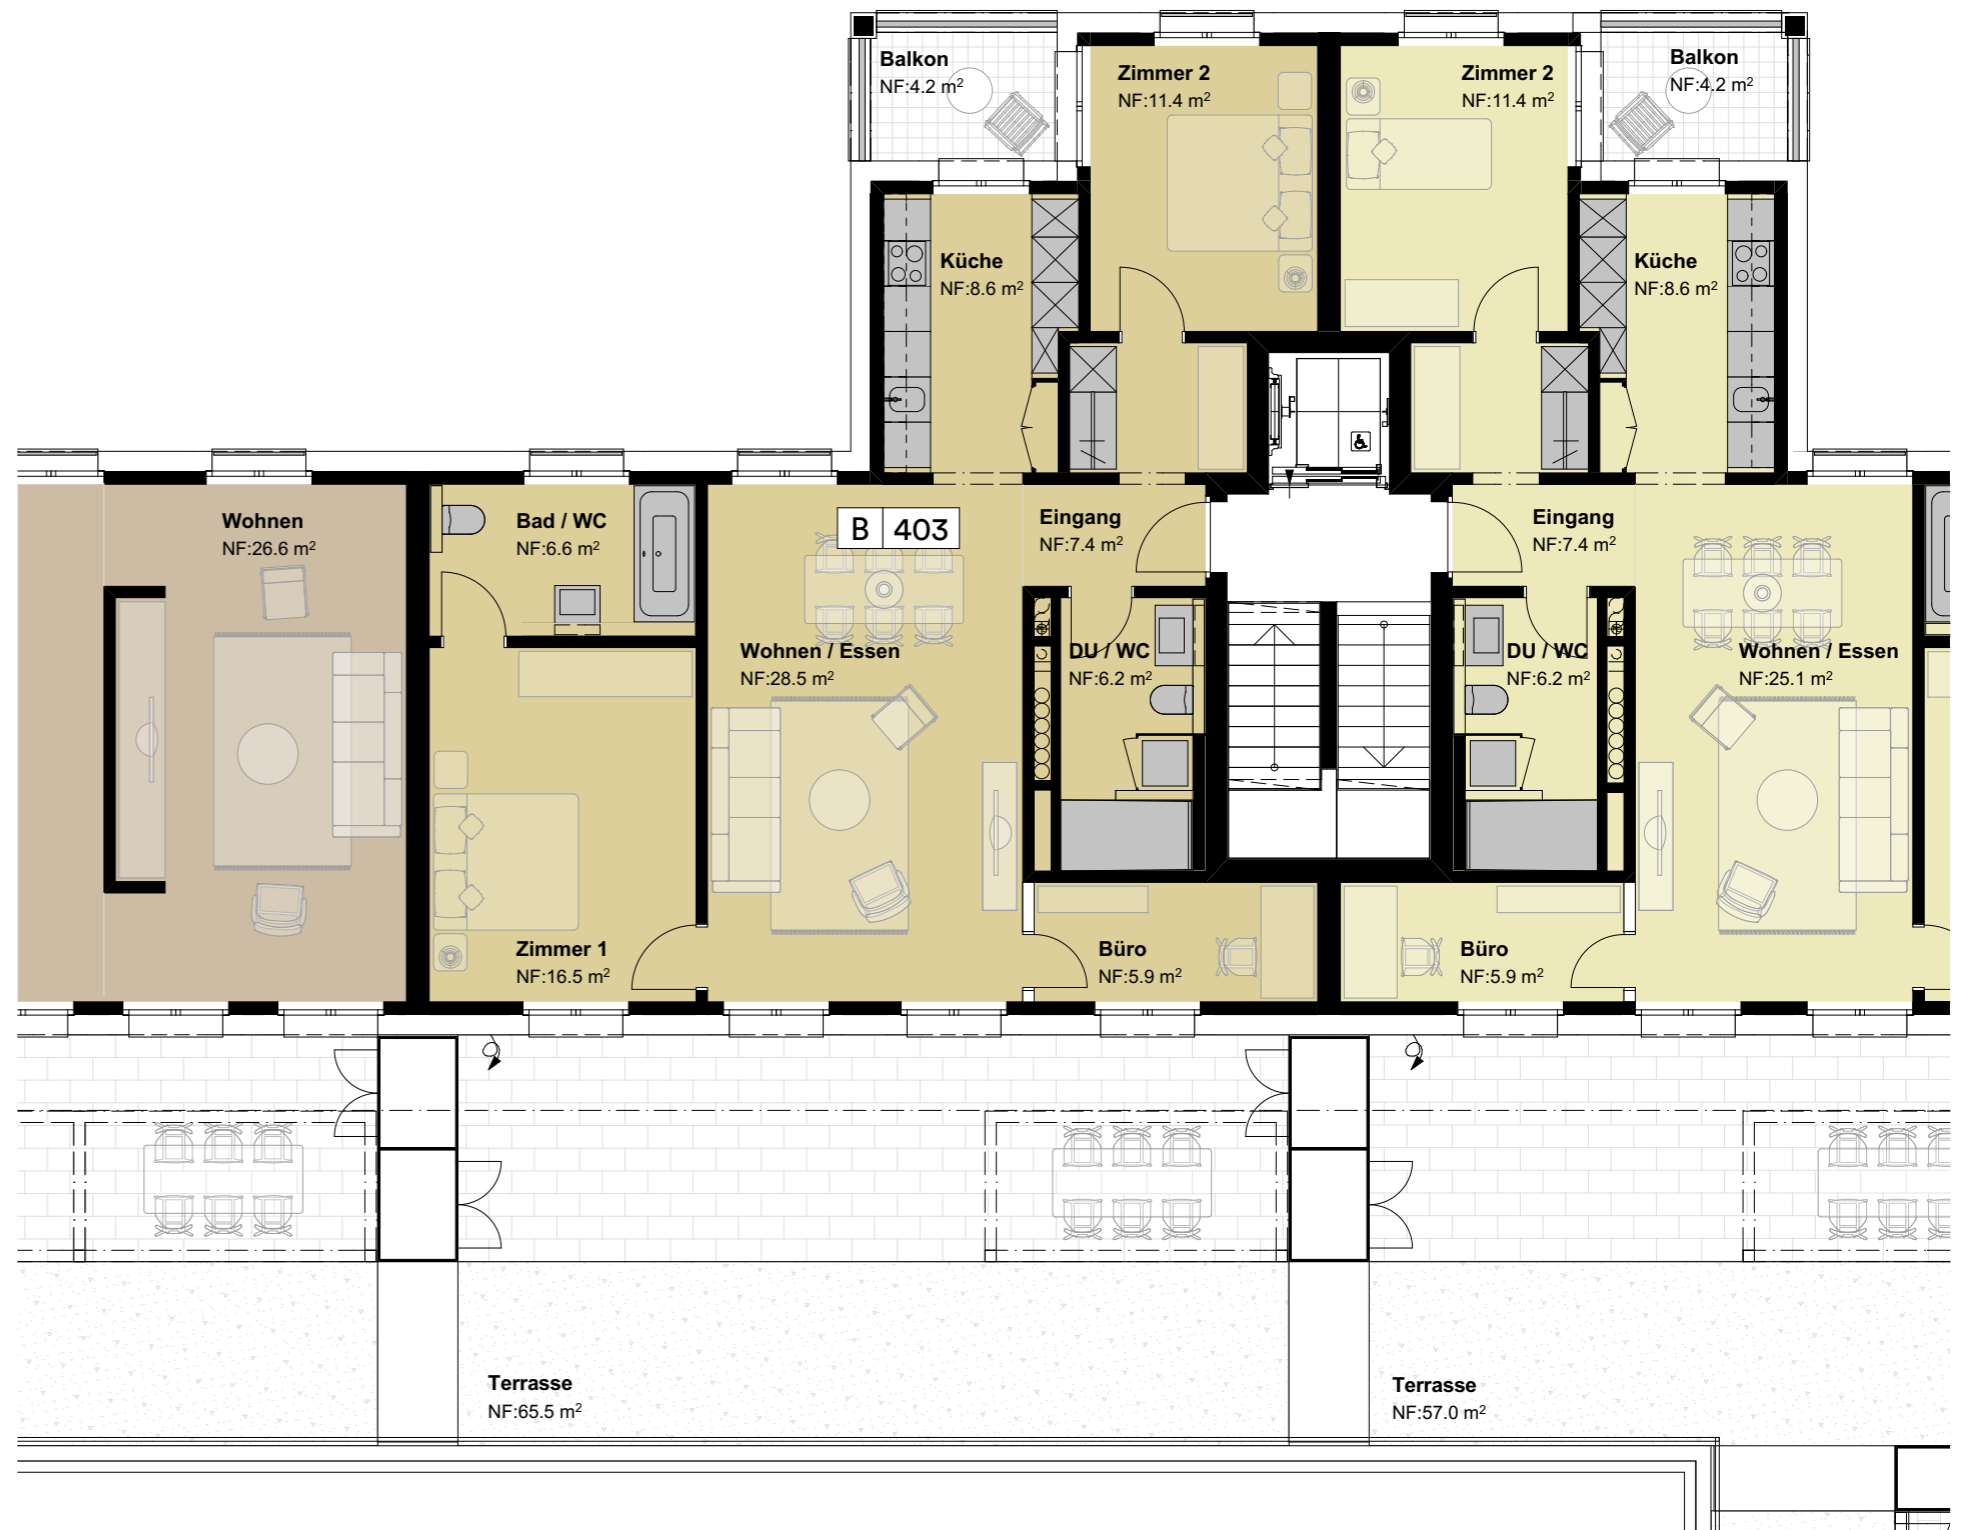 Balkon
NF:4.2 m²
Zimmer 2
NF:11.4 m²
Zimmer 2
NF:11.4 m²
Balkon
NF:4.2 m²
Küche
NF:8.6 m²
Küche
NF:8.6 m²
Wohnen
NF:26.6 m²
Bad / WC
NF:6.6 m²
B 403
Eingang
NF:7.4 m²
Eingang
NF:7.4 m²
Wohnen / Essen
NF:28.5 m²
DU / WC
NF:6.2 m²
DU / WC
NF:6.2 m²
Wohnen / Essen
NF:25.1 m²
Zimmer 1
NF:16.5 m²
Büro
NF:5.9 m²
Büro
NF:5.9 m²
Terrasse
NF:65.5 m²
Terrasse
NF:57.0 m²